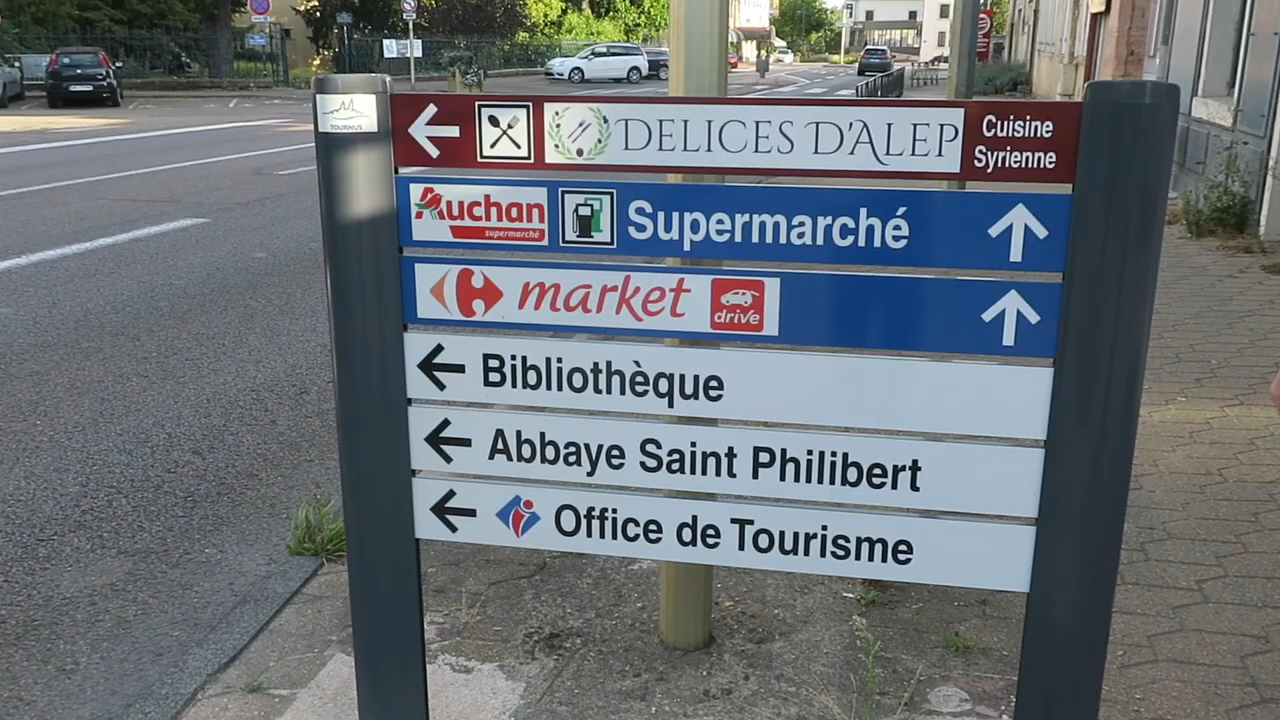 TOURNUS
DELICES D'ALEP
Cuisine
Syrienne
Auchan
supermarché
Supermarché
market
drive
Bibliothèque
Abbaye Saint Philibert
Office de Tourisme